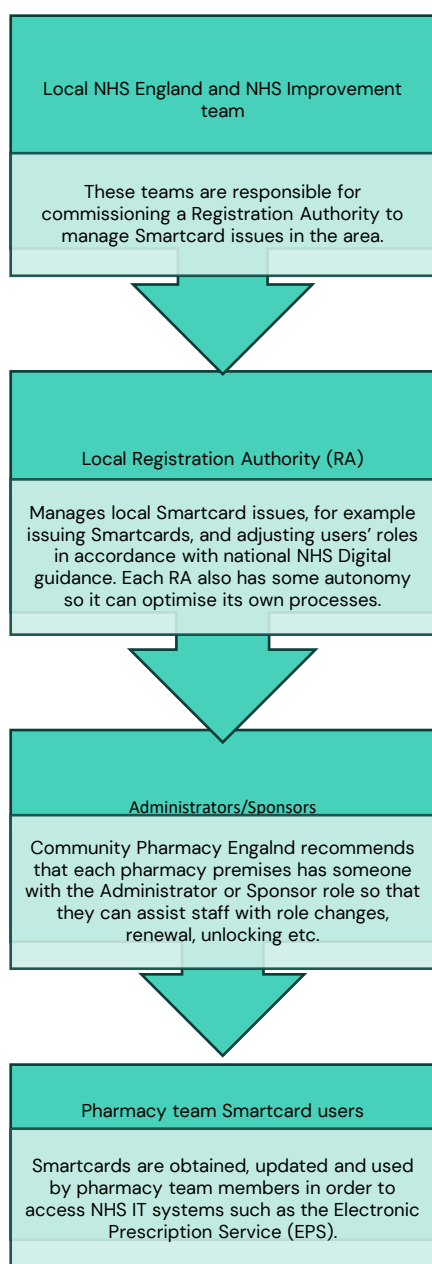 Local NHS England and NHS Improvement
team
These teams are responsible for
commissioning a Registration Authority to
manage Smartcard issues in the area.
Local Registration Authority (RA)
Manages local Smartcard issues, for example
issuing Smartcards, and adjusting users’ roles
in accordance with national NHS Digital
guidance. Each RA also has some autonomy
so it can optimise its own processes.
Administrators/Sponsors
Community Pharmacy Engalnd recommends
that each pharmacy premises has someone
with the Administrator or Sponsor role so that
they can assist staff with role changes,
renewal, unlocking etc.
Pharmacy team Smartcard users
Smartcards are obtained, updated and used
by pharmacy team members in order to
access NHS IT systems such as the Electronic
Prescription Service (EPS).